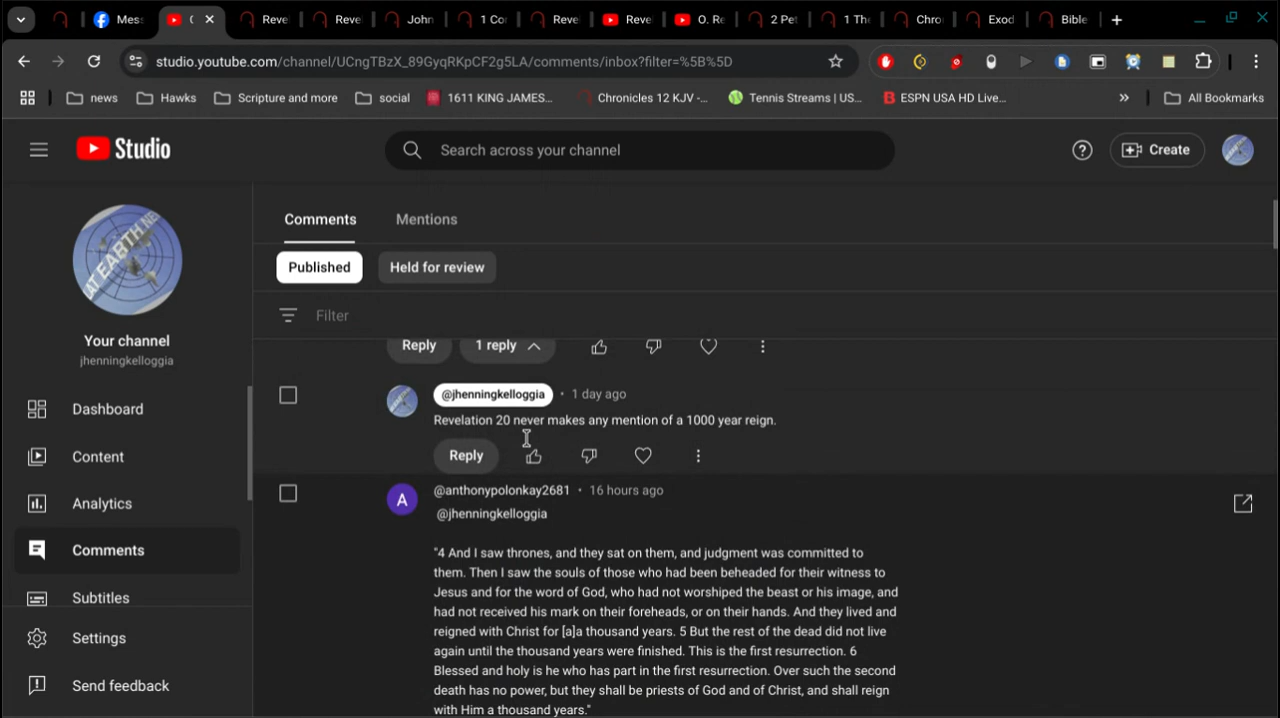 Mess
Reve
Reve
John
1 Co
Reve
Reve
O. Re
2 Pet
1 The
Chro
Exod
Bible
studio.youtube.com/channel/UCngTBzX_89GyqRKpCF2g5LA/comments/inbox?filter=%5B%5D
news
Hawks
Scripture and more
social
1611 KING JAMES...
Chronicles 12 KJV -...
Tennis Streams | US...
ESPN USA HD Live...
All Bookmarks
Studio
Search across your channel
Create
AT EARTH NE
Your channel
jhenningkelloggia
Dashboard
Content
Analytics
Comments
Subtitles
Settings
Send feedback
Comments
Mentions
Published
Held for review
Filter
Reply
1 reply
@jhenningkelloggia • 1 day ago
Revelation 20 never makes any mention of a 1000 year reign.
Reply
A
@anthonypolonkay2681 • 16 hours ago
@jhenningkelloggia
"4 And I saw thrones, and they sat on them, and judgment was committed to
them. Then I saw the souls of those who had been beheaded for their witness to
Jesus and for the word of God, who had not worshiped the beast or his image, and
had not received his mark on their foreheads, or on their hands. And they lived and
reigned with Christ for [a]a thousand years. 5 But the rest of the dead did not live
again until the thousand years were finished. This is the first resurrection. 6
Blessed and holy is he who has part in the first resurrection. Over such the second
death has no power, but they shall be priests of God and of Christ, and shall reign
with Him a thousand years."